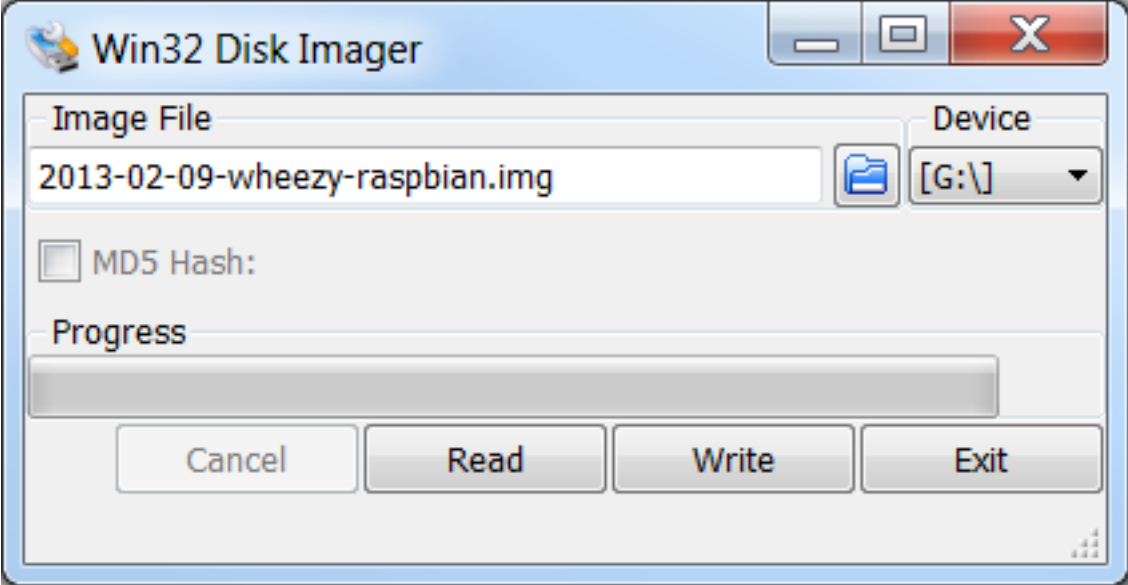 Win32 Disk Imager
Image File
Device
2013-02-09-wheezy-raspbian.img
[G:\]
MD5 Hash:
Progress
Cancel
Read
Write
Exit